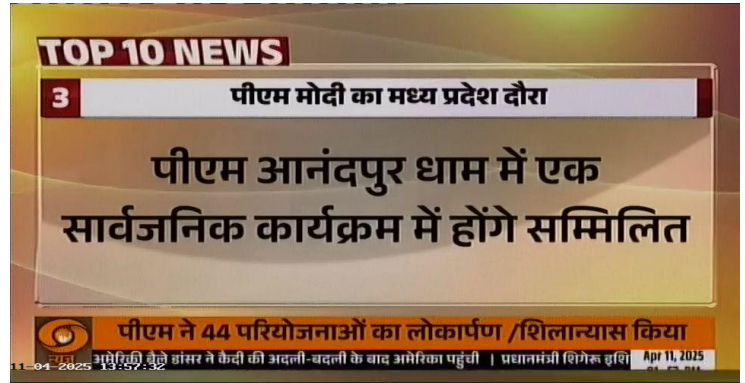 TOP 10 NEWS
3 पीएम मोदी का मध्य प्रदेश दौरा
पीएम आनंदपुर धाम में एक
सार्वजनिक कार्यक्रम में होंगे सम्मिलित
पीएम ने 44 परियोजनाओं का लोकार्पण /शिलान्यास किया
न्यूज़
अमेरिकी बैले डांसर ने कैदी की अदली-बदली के बाद अमेरिका पहुंची | प्रधानमंत्री शिगेरू इशि
Apr 11, 2025
11-04-2025 13:57:32